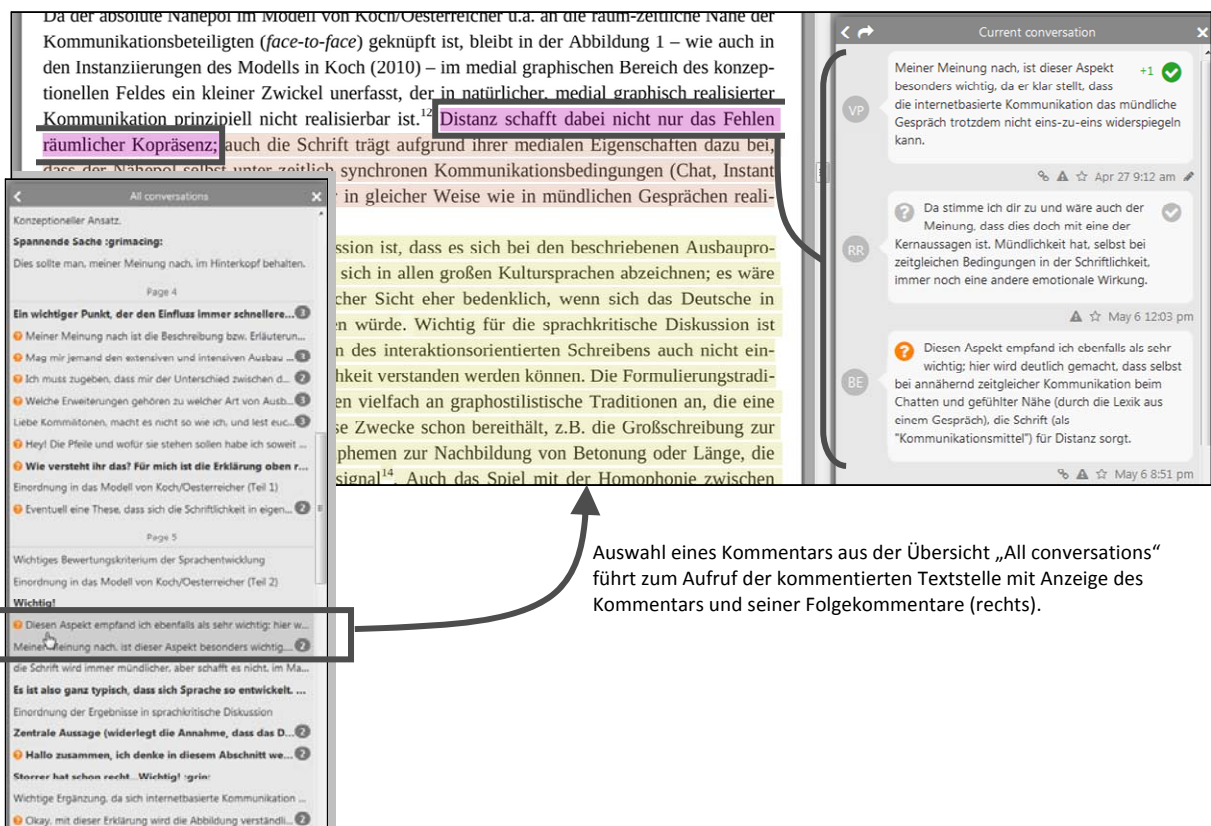 Da der absolute Nähepol im Modell von Koch/Oesterreicher u.a. an die raum-zeitliche Nähe der
Kommunikationsbeteiligten (face-to-face) geknüpft ist, bleibt in der Abbildung 1 – wie auch in
den Instanziierungen des Modells in Koch (2010) – im medial graphischen Bereich des konzep-
tionellen Feldes ein kleiner Zwickel unerfasst, der in natürlicher, medial graphisch realisierter
Kommunikation prinzipiell nicht realisierbar ist.12 Distanz schafft dabei nicht nur das Fehlen
räumlicher Kopräsenz; auch die Schrift trägt aufgrund ihrer medialen Eigenschaften dazu bei,
dass der Nähepol selbst unter zeitlich synchronen Kommunikationsbedingungen (Chat, Instant
in gleicher Weise wie in mündlichen Gesprächen reali-
ssion ist, dass es sich bei den beschriebenen Ausbaupro-
sich in allen großen Kultursprachen abzeichnen; es wäre
cher Sicht eher bedenklich, wenn sich das Deutsche in
n würde. Wichtig für die sprachkritische Diskussion ist
n des interaktionsorientierten Schreibens auch nicht ein-
hkeit verstanden werden können. Die Formulierungstradi-
en vielfach an graphostilistische Traditionen an, die eine
se Zwecke schon bereithält, z.B. die Großschreibung zur
phemen zur Nachbildung von Betonung oder Länge, die
signal14. Auch das Spiel mit der Homophonie zwischen
All conversations
Konzeptioneller Ansatz.
Spannende Sache :grimacing:
Dies sollte man, meiner Meinung nach, im Hinterkopf behalten.
Page 4
Ein wichtiger Punkt, der den Einfluss immer schnellere... 3
Meiner Meinung nach ist die Beschreibung bzw. Erläuterun...
Mag mir jemand den extensiven und intensiven Ausbau ... 3
Ich muss zugeben, dass mir der Unterschied zwischen d... 2
Welche Erweiterungen gehören zu welcher Art von Ausb... 3
Liebe Kommilitonen, macht es nicht so wie ich, und lest euc... 3
Hey! Die Pfeile und wofür sie stehen sollen habe ich soweit ...
Wie versteht ihr das? Für mich ist die Erklärung oben r...
Einordnung in das Modell von Koch/Oesterreicher (Teil 1)
Eventuell eine These, dass sich die Schriftlichkeit in eigen... 2
Page 5
Wichtiges Bewertungskriterium der Sprachentwicklung
Einordnung in das Modell von Koch/Oesterreicher (Teil 2)
Wichtig!
Diesen Aspekt empfand ich ebenfalls als sehr wichtig; hier w...
Meiner Meinung nach, ist dieser Aspekt besonders wichtig,... 2
die Schrift wird immer mündlicher, aber schafft es nicht, im Ma...
Es ist also ganz typisch, dass sich Sprache so entwickelt. ...
Einordnung der Ergebnisse in sprachkritische Diskussion
Zentrale Aussage (widerlegt die Annahme, dass das D... 2
Hallo zusammen, ich denke in diesem Abschnitt we... 2
Storrer hat schon recht...Wichtig! :grin:
Wichtige Ergänzung, da sich internetbasierte Kommunikation ...
Okay, mit dieser Erklärung wird die Abbildung verständli... 2
Current conversation
VP
Meiner Meinung nach, ist dieser Aspekt +1
besonders wichtig, da er klar stellt, dass
die internetbasierte Kommunikation das mündliche
Gespräch trotzdem nicht eins-zu-eins widerspiegeln
kann.
Apr 27 9:12 am
RR
Da stimme ich dir zu und wäre auch der
Meinung, dass dies doch mit eine der
Kernaussagen ist. Mündlichkeit hat, selbst bei
zeitgleichen Bedingungen in der Schriftlichkeit,
immer noch eine andere emotionale Wirkung.
May 6 12:03 pm
BE
Diesen Aspekt empfand ich ebenfalls als sehr
wichtig; hier wird deutlich gemacht, dass selbst
bei annähernd zeitgleicher Kommunikation beim
Chatten und gefühlter Nähe (durch die Lexik aus
einem Gespräch), die Schrift (als
"Kommunikationsmittel") für Distanz sorgt.
May 6 8:51 pm
Auswahl eines Kommentars aus der Übersicht „All conversations“
führt zum Aufruf der kommentierten Textstelle mit Anzeige des
Kommentars und seiner Folgekommentare (rechts).